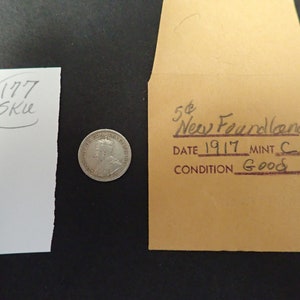 177
SKU
5¢
New Foundland
DATE 1917 MINT C
CONDITION Good